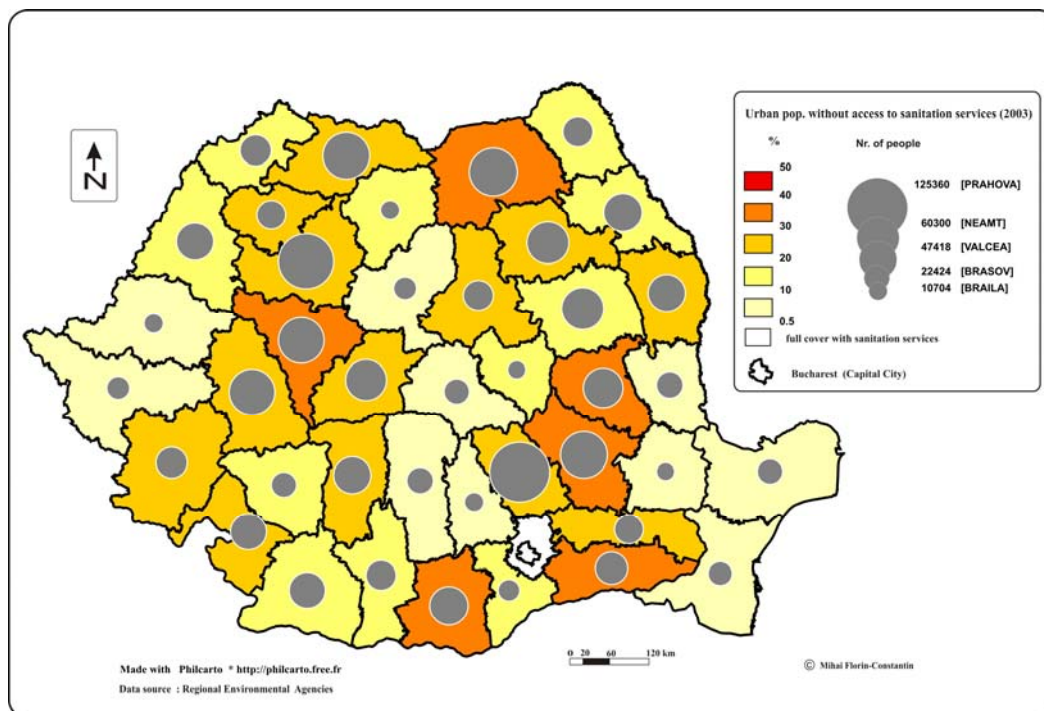 N
Urban pop. without access to sanitation services (2003)
% Nr. of people
50
40
30
20
10
0.5
125360 [PRAHOVA]
60300 [NEAMT]
47418 [VALCEA]
22424 [BRASOV]
10704 [BRAILA]
full cover with sanitation services
Bucharest (Capital City)
Made with Philcarto * http://philcarto.free.fr
Data source : Regional Environmental Agencies
0 20 60 120 km
© Mihai Florin-Constantin